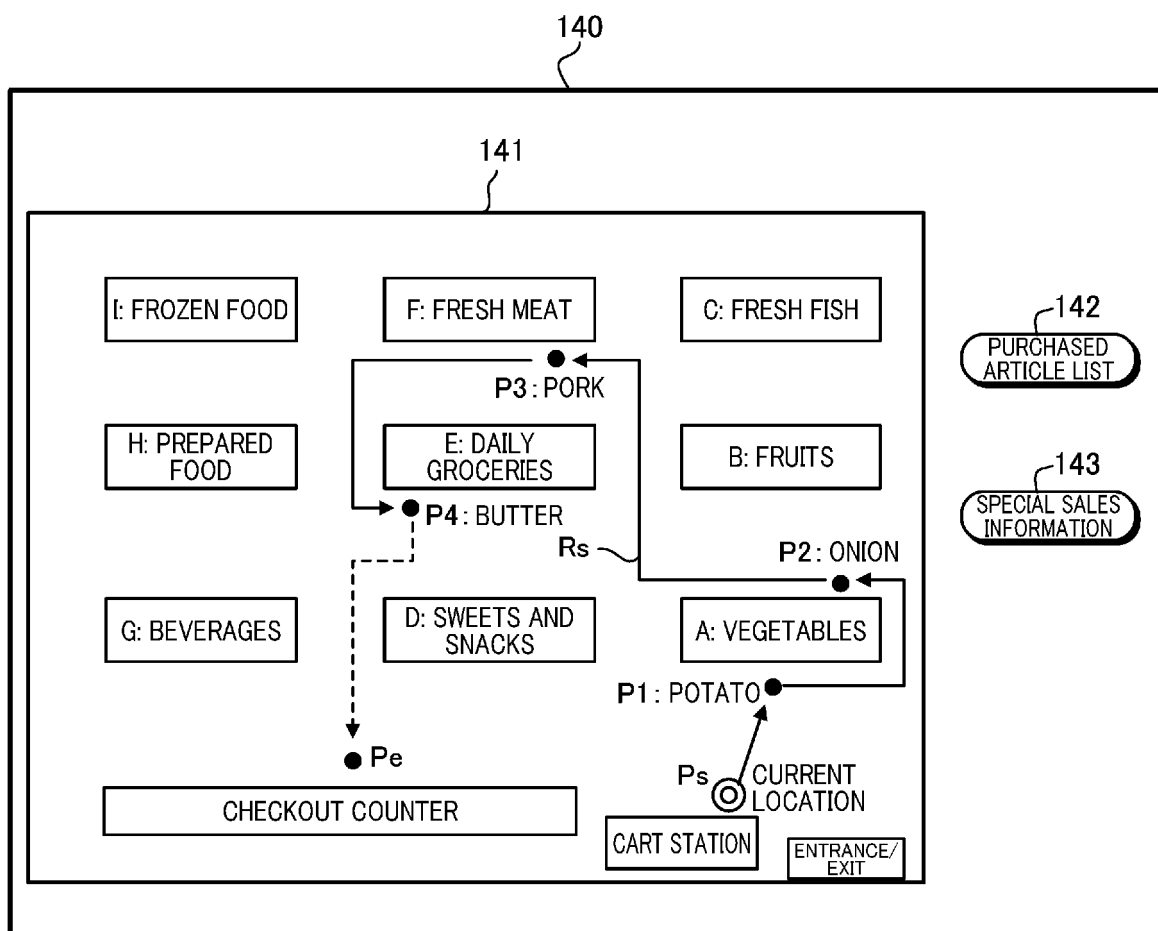 140
141
I: FROZEN FOOD
F: FRESH MEAT
C: FRESH FISH
142
PURCHASED
ARTICLE LIST
P3: PORK
H: PREPARED
FOOD
E: DAILY
GROCERIES
B: FRUITS
143
SPECIAL SALES
INFORMATION
P4: BUTTER
Rs
P2: ONION
G: BEVERAGES
D: SWEETS AND
SNACKS
A: VEGETABLES
P1: POTATO
Pe
Ps
CURRENT
LOCATION
CHECKOUT COUNTER
CART STATION
ENTRANCE/
EXIT